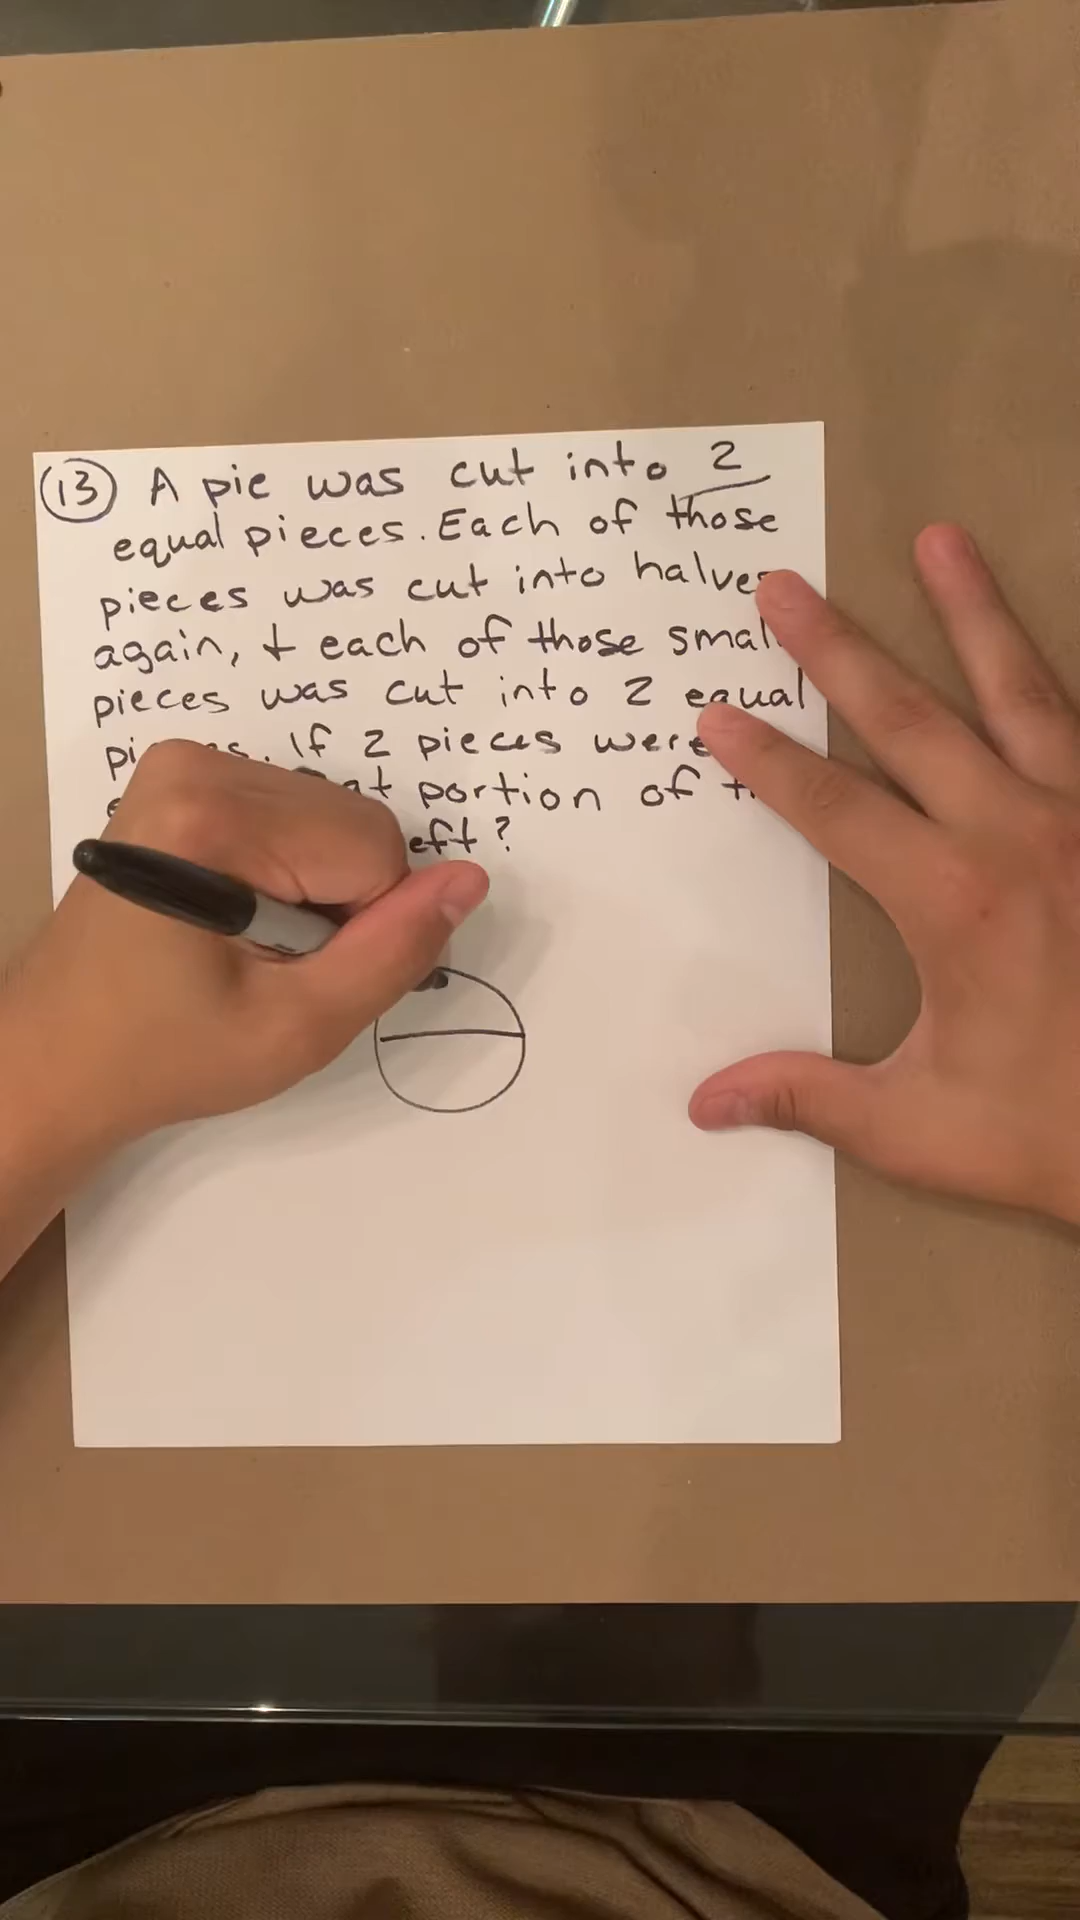 13 A pie was cut into 2
equal pieces. Each of those
pieces was cut into halves
again, + each of those small
pieces was cut into 2 equal
If 2 pieces were
portion of
?